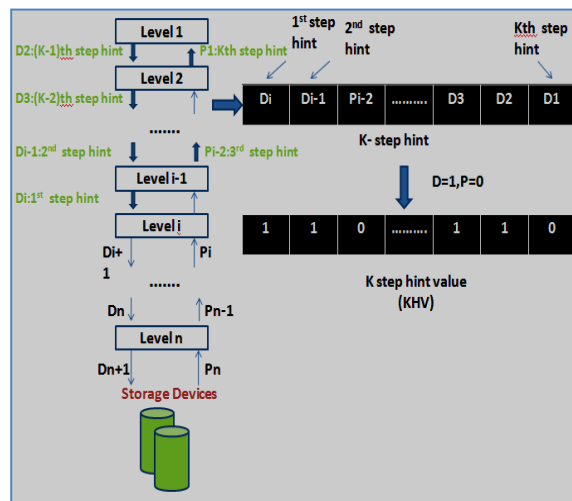 Level 1
D2:(K-1)th step hint
P1:Kth step hint
Level 2
D3:(K-2)th step hint
.......
Di-1:2nd step hint
Pi-2:3rd step hint
Level i-1
Di:1st step hint
Level i
Di+
1
Pi
.......
Dn
Pn-1
Level n
Dn+1
Pn
Storage Devices
1st step
hint
2nd step
hint
Kth step
hint
Di Di-1 Pi-2 .......... D3 D2 D1
K- step hint
D=1,P=0
1 1 0 .......... 1 1 0
K step hint value
(KHV)